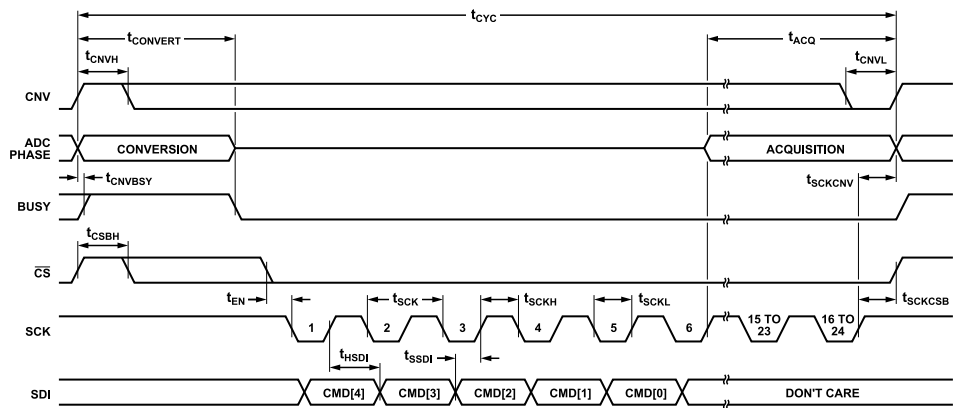 tCYC
tCONVERT
tACQ
tCNVH
tCNVL
CNV
ADC
PHASE
CONVERSION
ACQUISITION
tCNVBSY
tSCKCNV
BUSY
tCSBH
CS
tEN
tSCK
tSCKH
tSCKL
tSCKCSB
SCK
1
2
3
4
5
6
15 TO
23
16 TO
24
tHSDI
tSSDI
SDI
CMD[4]
CMD[3]
CMD[2]
CMD[1]
CMD[0]
DON'T CARE